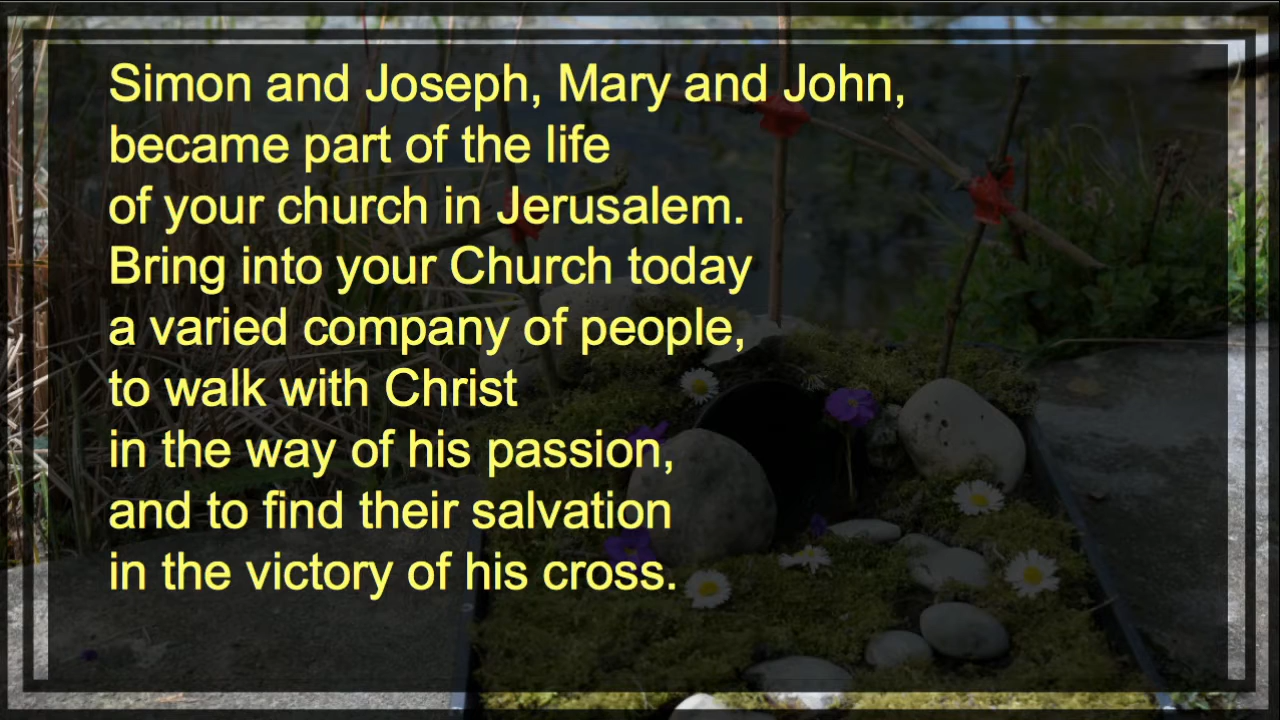 Simon and Joseph, Mary and John,
became part of the life
of your church in Jerusalem.
Bring into your Church today
a varied company of people,
to walk with Christ
in the way of his passion,
and to find their salvation
in the victory of his cross.